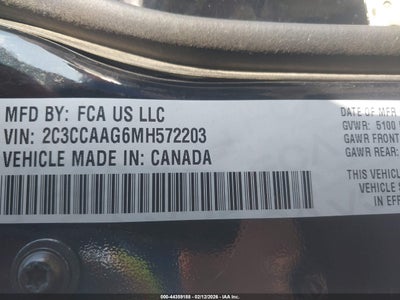 MFD BY: FCA US LLC
VIN: 2C3CCAAG6MH572203
VEHICLE MADE IN: CANADA
DATE OF MFR
GVWR: 5100
GAWR FRONT
GAWR REAR:
THIS VEH
VEHICLE S
IN EFF
000-44359188 - 02/12/2026 - IAA Inc.